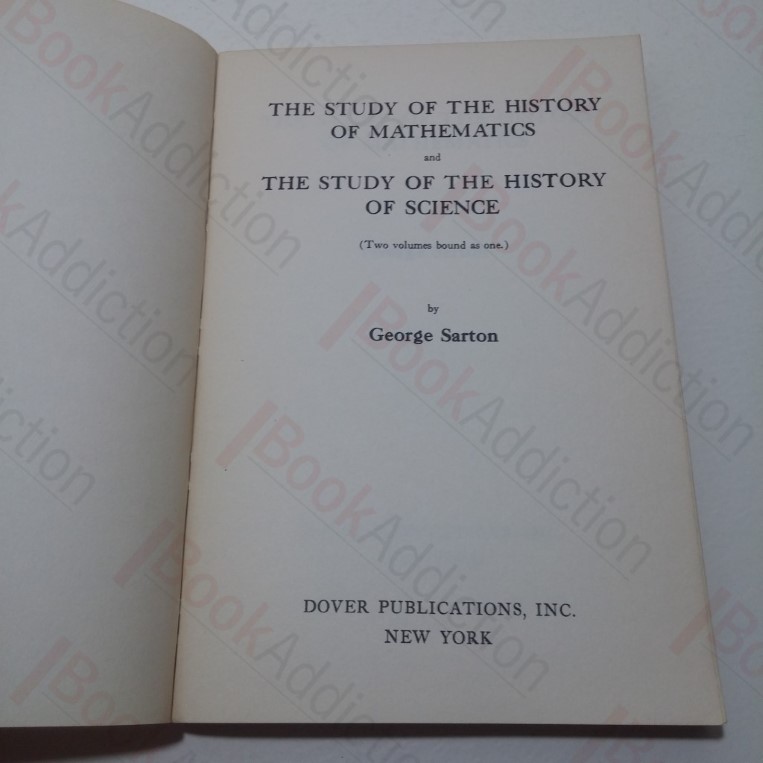 THE STUDY OF THE HISTORY
OF MATHEMATICS
and
THE STUDY OF THE HISTORY
OF SCIENCE
(Two volumes bound as one.)
by
George Sarton
DOVER PUBLICATIONS, INC.
NEW YORK
BookAddiction